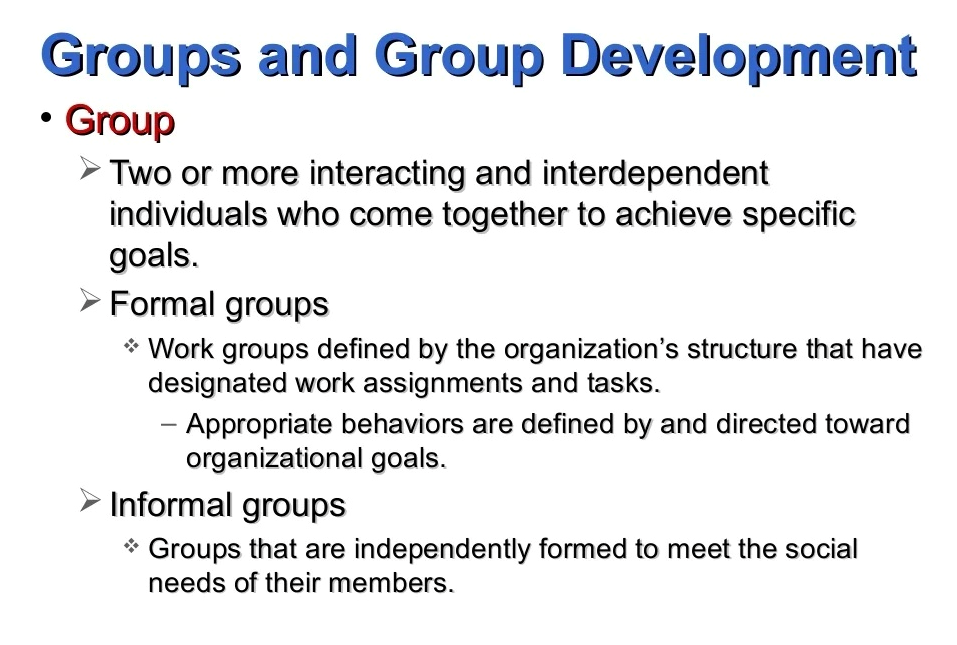 Groups and Group Development
• Group
➢ Two or more interacting and interdependent
individuals who come together to achieve specific
goals.
➢ Formal groups
❖ Work groups defined by the organization’s structure that have
designated work assignments and tasks.
– Appropriate behaviors are defined by and directed toward
organizational goals.
➢ Informal groups
❖ Groups that are independently formed to meet the social
needs of their members.